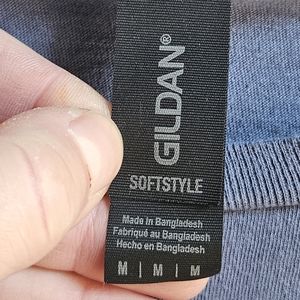 GILDAN®
SOFTSTYLE
Made in Bangladesh
Fabriqué au Bangladesh
Hecho en Bangladesh
M | M | M